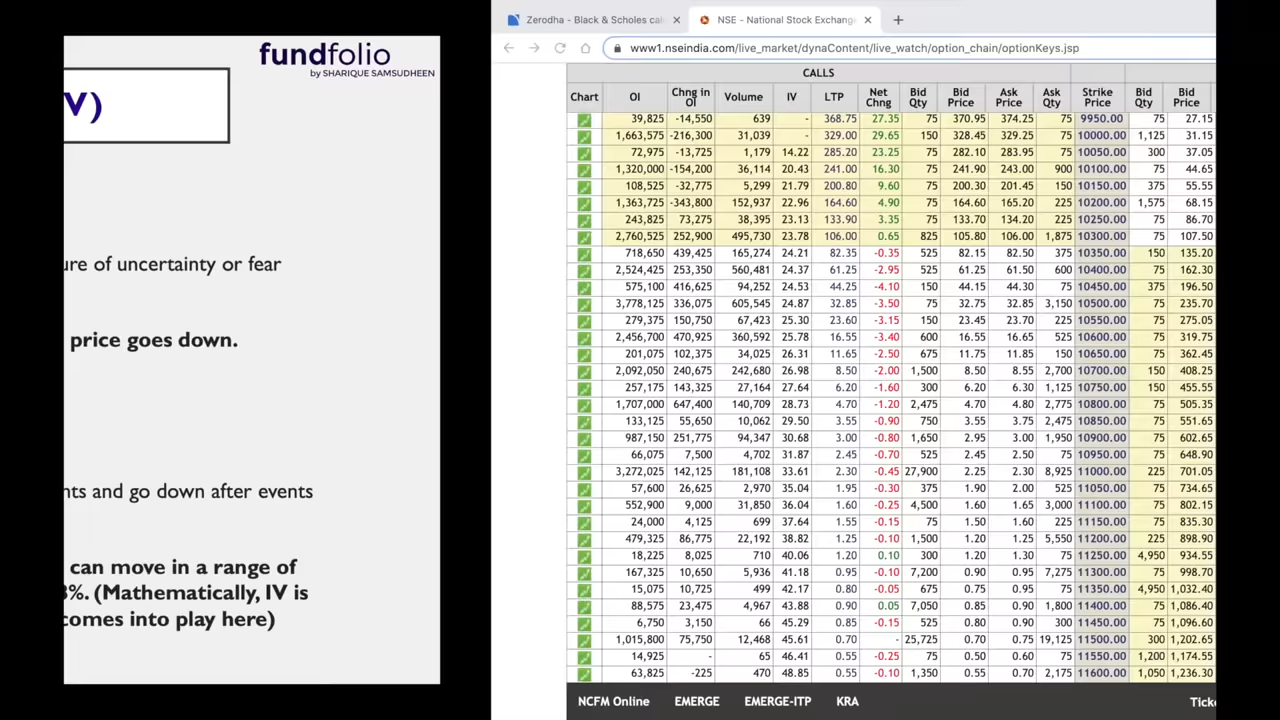 fundfolio
by SHARIQUE SAMSUDHEEN
V)
ure of uncertainty or fear
price goes down.
nts and go down after events
can move in a range of
3%. (Mathematically, IV is
comes into play here)
Zerodha - Black & Scholes cal
NSE - National Stock Exchange
www1.nseindia.com/live_market/dynaContent/live_watch/option_chain/optionKeys.jsp
CALLS
Chart OI Chng in OI Volume IV LTP Net Chng Bid Qty Bid Price Ask Price Ask Qty Strike Price Bid Qty Bid Price
39,825 -14,550 639 - 368.75 27.35 75 370.95 374.25 75 9950.00 75 27.15
1,663,575 -216,300 31,039 - 329.00 29.65 150 328.45 329.25 75 10000.00 1,125 31.15
72,975 -13,725 1,179 14.22 285.20 23.25 75 282.10 283.95 75 10050.00 300 37.05
1,320,000 -154,200 36,114 20.43 241.00 16.30 75 241.90 243.00 900 10100.00 75 44.65
108,525 -32,775 5,299 21.79 200.80 9.60 75 200.30 201.45 150 10150.00 375 55.55
1,363,725 -343,800 152,937 22.96 164.60 4.90 75 164.60 165.20 225 10200.00 1,575 68.15
243,825 73,275 38,395 23.13 133.90 3.35 75 133.70 134.20 225 10250.00 75 86.70
2,760,525 252,900 495,730 23.78 106.00 0.65 825 105.80 106.00 1,875 10300.00 75 107.50
718,650 439,425 165,274 24.21 82.35 -0.35 525 82.15 82.50 375 10350.00 150 135.20
2,524,425 253,350 560,481 24.37 61.25 -2.95 525 61.25 61.50 600 10400.00 75 162.30
575,100 416,625 94,252 24.53 44.25 -4.10 150 44.15 44.30 75 10450.00 375 196.50
3,778,125 336,075 605,545 24.87 32.85 -3.50 75 32.75 32.85 3,150 10500.00 75 235.70
279,375 150,750 67,423 25.30 23.60 -3.15 150 23.45 23.70 225 10550.00 75 275.05
2,456,700 470,925 360,592 25.78 16.55 -3.40 600 16.55 16.65 525 10600.00 75 319.75
201,075 102,375 34,025 26.31 11.65 -2.50 675 11.75 11.85 150 10650.00 75 362.45
2,092,050 240,675 242,680 26.98 8.50 -2.00 1,500 8.50 8.55 2,700 10700.00 150 408.25
257,175 143,325 27,164 27.64 6.20 -1.60 300 6.20 6.30 1,125 10750.00 150 455.55
1,707,000 647,400 140,709 28.73 4.70 -1.20 2,475 4.70 4.80 2,775 10800.00 75 505.35
133,125 55,650 10,062 29.50 3.55 -0.90 750 3.55 3.75 2,475 10850.00 75 551.65
987,150 251,775 94,347 30.68 3.00 -0.80 1,650 2.95 3.00 1,950 10900.00 75 602.65
66,075 7,500 4,702 31.87 2.45 -0.70 525 2.45 2.50 75 10950.00 75 648.90
3,272,025 142,125 181,108 33.61 2.30 -0.45 27,900 2.25 2.30 8,925 11000.00 225 701.05
57,600 26,625 2,970 35.04 1.95 -0.30 375 1.90 2.00 525 11050.00 75 734.65
552,900 9,000 31,850 36.04 1.60 -0.25 4,500 1.60 1.65 3,000 11100.00 75 802.15
24,000 4,125 699 37.64 1.55 -0.15 75 1.50 1.60 225 11150.00 75 835.30
479,325 86,775 22,192 38.82 1.25 -0.10 1,500 1.20 1.25 5,550 11200.00 225 898.90
18,225 8,025 710 40.06 1.20 0.10 300 1.20 1.30 75 11250.00 4,950 934.55
167,325 10,650 5,936 41.18 0.95 -0.10 7,200 0.90 0.95 7,275 11300.00 75 998.70
15,075 10,725 499 42.17 0.80 -0.05 675 0.75 0.95 75 11350.00 4,950 1,032.40
88,575 23,475 4,967 43.88 0.90 0.05 7,050 0.85 0.90 1,800 11400.00 75 1,086.40
6,750 3,150 66 45.29 0.85 -0.15 525 0.80 0.90 300 11450.00 75 1,096.60
1,015,800 75,750 12,468 45.61 0.70 - 25,725 0.70 0.75 19,125 11500.00 300 1,202.65
14,925 - 65 46.41 0.55 -0.25 75 0.50 0.60 75 11550.00 1,200 1,174.55
63,825 -225 470 48.85 0.55 -0.10 1,350 0.55 0.70 2,175 11600.00 1,050 1,236.30
NCFM Online EMERGE EMERGE-ITP KRA Ticke